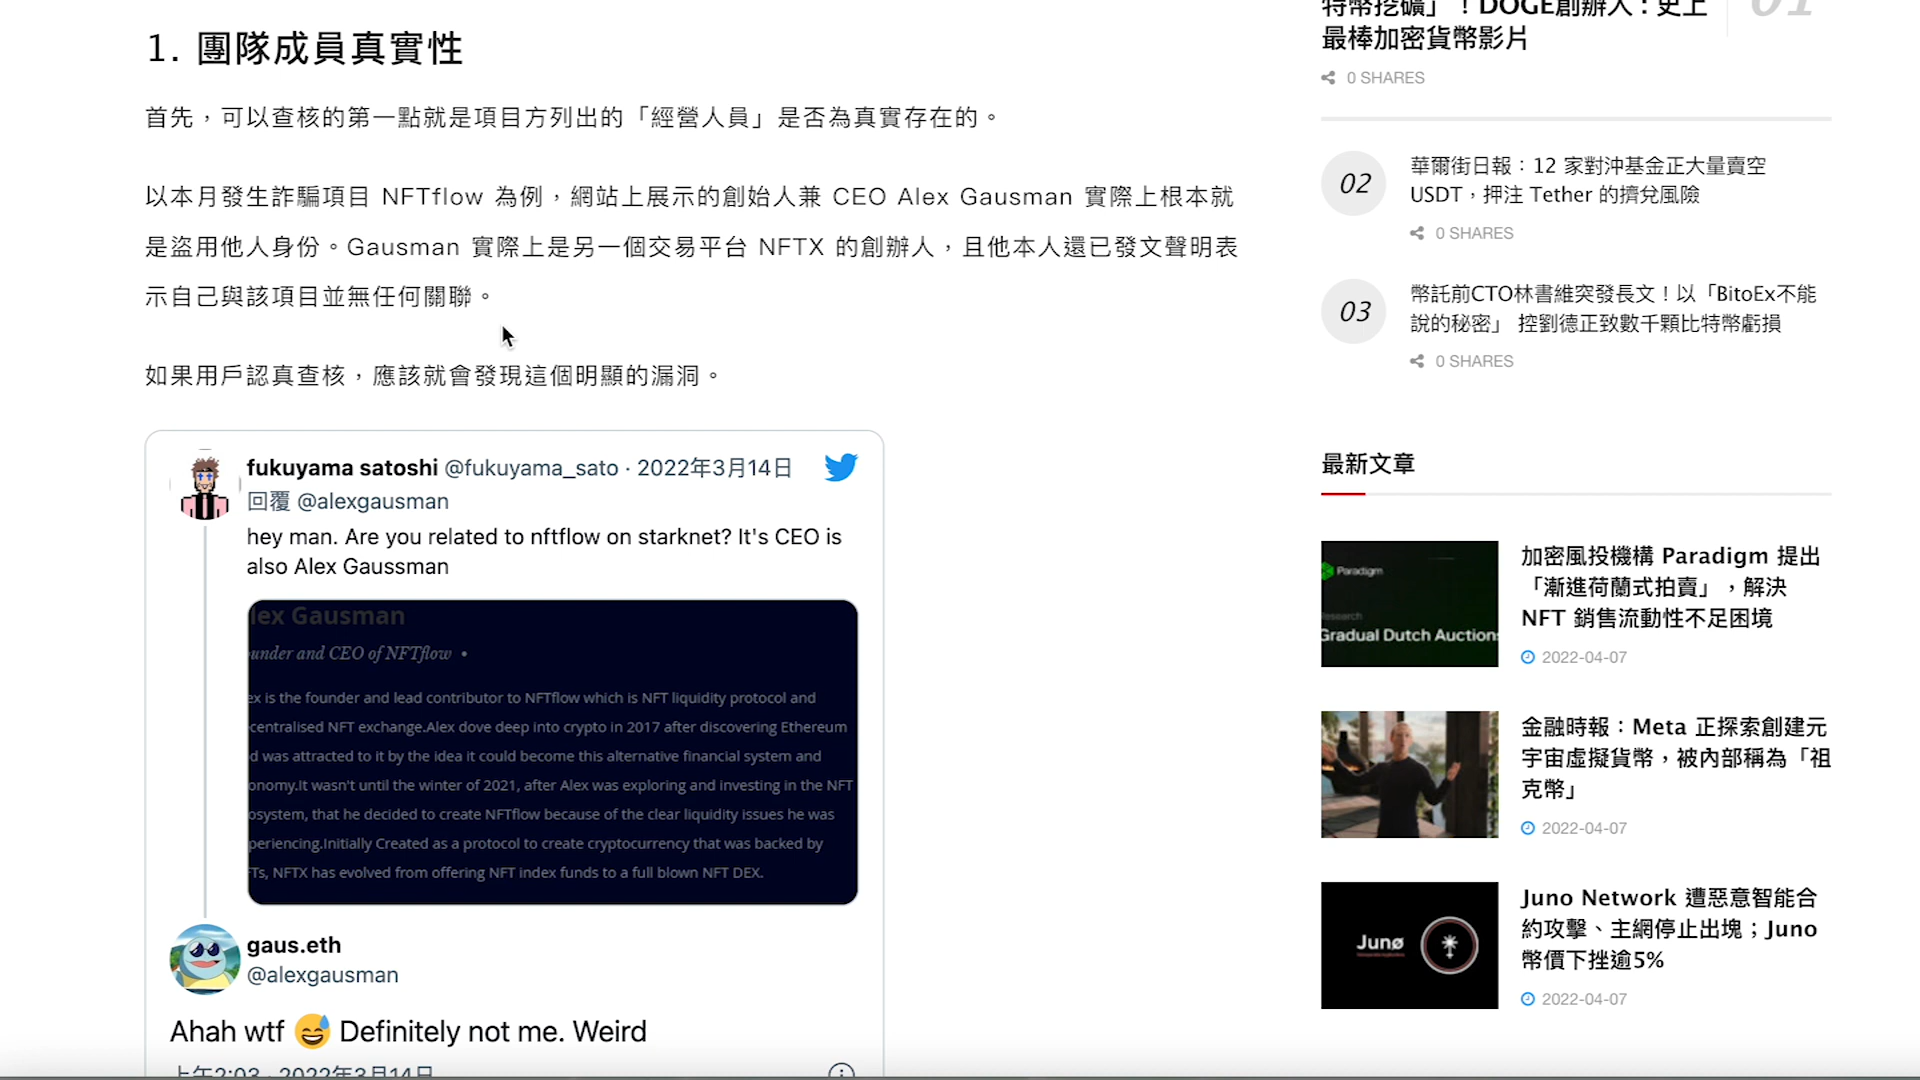 1. 團隊成員真實性
首先，可以查核的第一點就是項目方列出的「經營人員」是否為真實存在的。
以本月發生詐騙項目 NFTflow 為例，網站上展示的創始人兼 CEO Alex Gausman 實際上根本就
是盜用他人身份。Gausman 實際上是另一個交易平台 NFTX 的創辦人，且他本人還已發文聲明表
示自己與該項目並無任何關聯。
如果用戶認真查核，應該就會發現這個明顯的漏洞。
fukuyama satoshi @fukuyama_sato · 2022年3月14日
回覆 @alexgausman
hey man. Are you related to nftflow on starknet? It's CEO is
also Alex Gaussman
lex Gausman
under and CEO of NFTflow •
ex is the founder and lead contributor to NFTflow which is NFT liquidity protocol and
centralised NFT exchange.Alex dove deep into crypto in 2017 after discovering Ethereum
d was attracted to it by the idea it could become this alternative financial system and
onomy.It wasn't until the winter of 2021, after Alex was exploring and investing in the NFT
osystem, that he decided to create NFTflow because of the clear liquidity issues he was
periencing.Initially Created as a protocol to create cryptocurrency that was backed by
Ts, NFTX has evolved from offering NFT index funds to a full blown NFT DEX.
gaus.eth
@alexgausman
Ahah wtf 😅 Definitely not me. Weird
上午2:03 · 2022年3月14日
特幣挖礦」！DOGE創辦人：史上
最棒加密貨幣影片
01
0 SHARES
02
華爾街日報：12 家對沖基金正大量賣空
USDT，押注 Tether 的擠兌風險
0 SHARES
03
幣託前CTO林書維突發長文！以「BitoEx不能
說的秘密」 控劉德正致數千顆比特幣虧損
0 SHARES
最新文章
Paradigm
Research
Gradual Dutch Auctions
加密風投機構 Paradigm 提出
「漸進荷蘭式拍賣」，解決
NFT 銷售流動性不足困境
2022-04-07
金融時報：Meta 正探索創建元
宇宙虛擬貨幣，被內部稱為「祖
克幣」
2022-04-07
Junø
Juno Network 遭惡意智能合
約攻擊、主網停止出塊；Juno
幣價下挫逾5%
2022-04-07